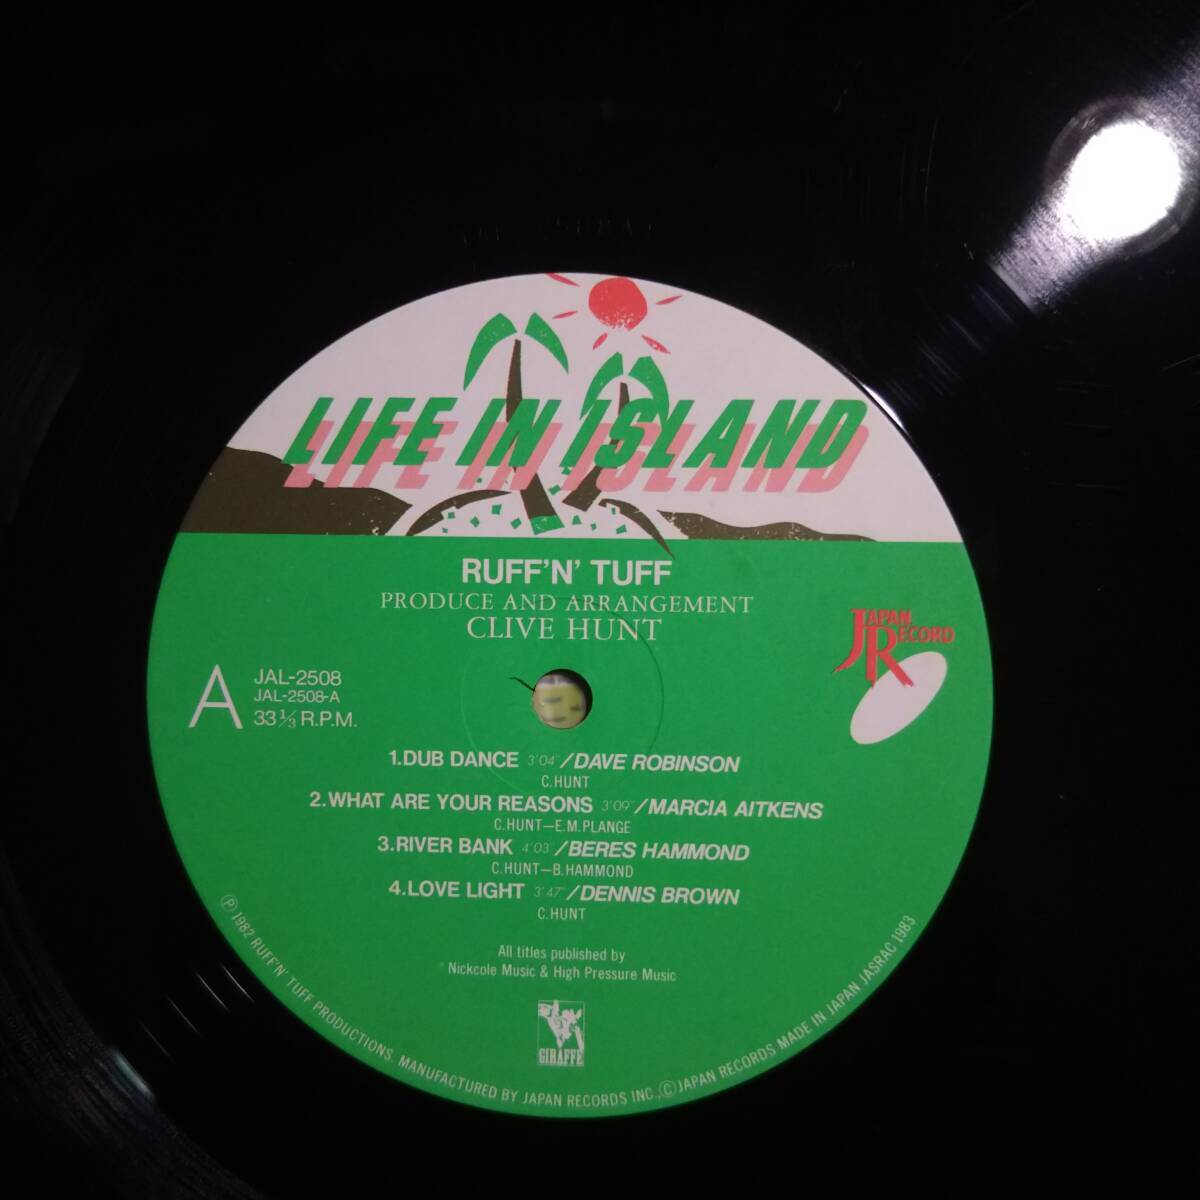 LIFE IN ISLAND
RUFF'N' TUFF
PRODUCE AND ARRANGEMENT
CLIVE HUNT
JAPAN RECORD
A
JAL-2508
JAL-2508-A
33 1/3 R.P.M.
1.DUB DANCE 3'04"/DAVE ROBINSON
C.HUNT
2.WHAT ARE YOUR REASONS 3'09"/MARCIA AITKENS
C.HUNT—E.M.PLANGE
3.RIVER BANK 4'03"/BERES HAMMOND
C.HUNT—B.HAMMOND
4.LOVE LIGHT 3'47"/DENNIS BROWN
C.HUNT
All titles published by
Nickcole Music & High Pressure Music
GIRAFFE
Ⓟ1982 RUFF'N' TUFF PRODUCTIONS. MANUFACTURED BY JAPAN RECORDS INC.,ⒸJAPAN RECORDS MADE IN JAPAN JASRAC 1983